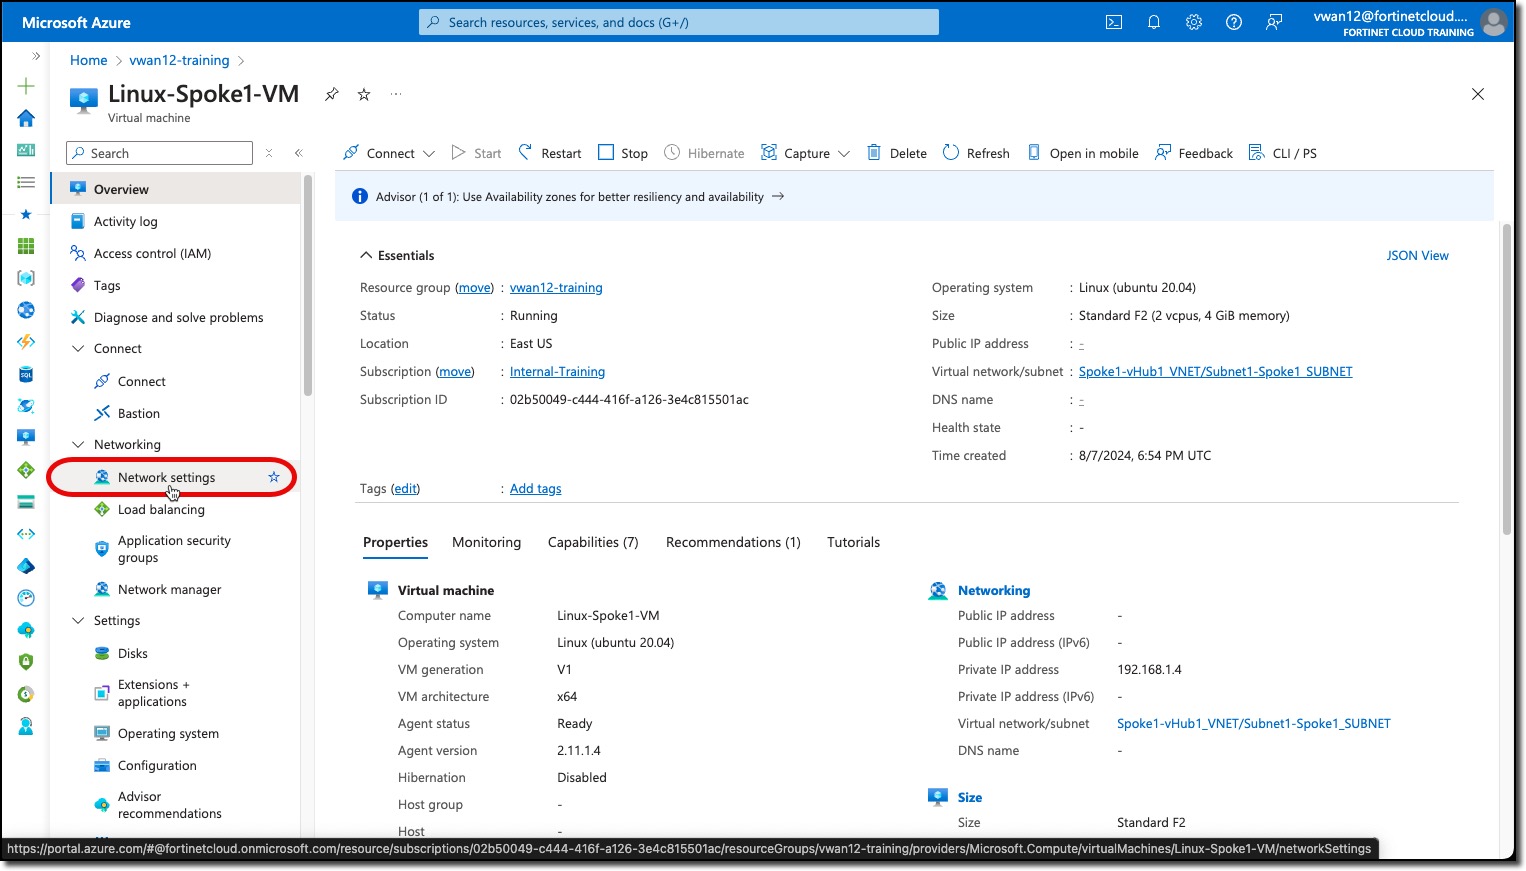 Microsoft Azure
Search resources, services, and docs (G+/)
vwan12@fortinetcloud....
FORTINET CLOUD TRAINING
Home > vwan12-training >
Linux-Spoke1-VM
Virtual machine
Search
Connect
Start
Restart
Stop
Hibernate
Capture
Delete
Refresh
Open in mobile
Feedback
CLI / PS
Overview
Activity log
Access control (IAM)
Tags
Diagnose and solve problems
Connect
Connect
Bastion
Networking
Network settings
Load balancing
Application security
groups
Network manager
Settings
Disks
Extensions +
applications
Operating system
Configuration
Advisor
recommendations
Advisor (1 of 1): Use Availability zones for better resiliency and availability →
Essentials
JSON View
Resource group (move) : vwan12-training
Status : Running
Location : East US
Subscription (move) : Internal-Training
Subscription ID : 02b50049-c444-416f-a126-3e4c815501ac
Operating system : Linux (ubuntu 20.04)
Size : Standard F2 (2 vcpus, 4 GiB memory)
Public IP address : -
Virtual network/subnet : Spoke1-vHub1_VNET/Subnet1-Spoke1_SUBNET
DNS name : -
Health state : -
Time created : 8/7/2024, 6:54 PM UTC
Tags (edit) : Add tags
Properties
Monitoring
Capabilities (7)
Recommendations (1)
Tutorials
Virtual machine
Computer name Linux-Spoke1-VM
Operating system Linux (ubuntu 20.04)
VM generation V1
VM architecture x64
Agent status Ready
Agent version 2.11.1.4
Hibernation Disabled
Host group -
Host -
Networking
Public IP address -
Public IP address (IPv6) -
Private IP address 192.168.1.4
Private IP address (IPv6) -
Virtual network/subnet Spoke1-vHub1_VNET/Subnet1-Spoke1_SUBNET
DNS name -
Size
Size Standard F2
https://portal.azure.com/#@fortinetcloud.onmicrosoft.com/resource/subscriptions/02b50049-c444-416f-a126-3e4c815501ac/resourceGroups/vwan12-training/providers/Microsoft.Compute/virtualMachines/Linux-Spoke1-VM/networkSettings